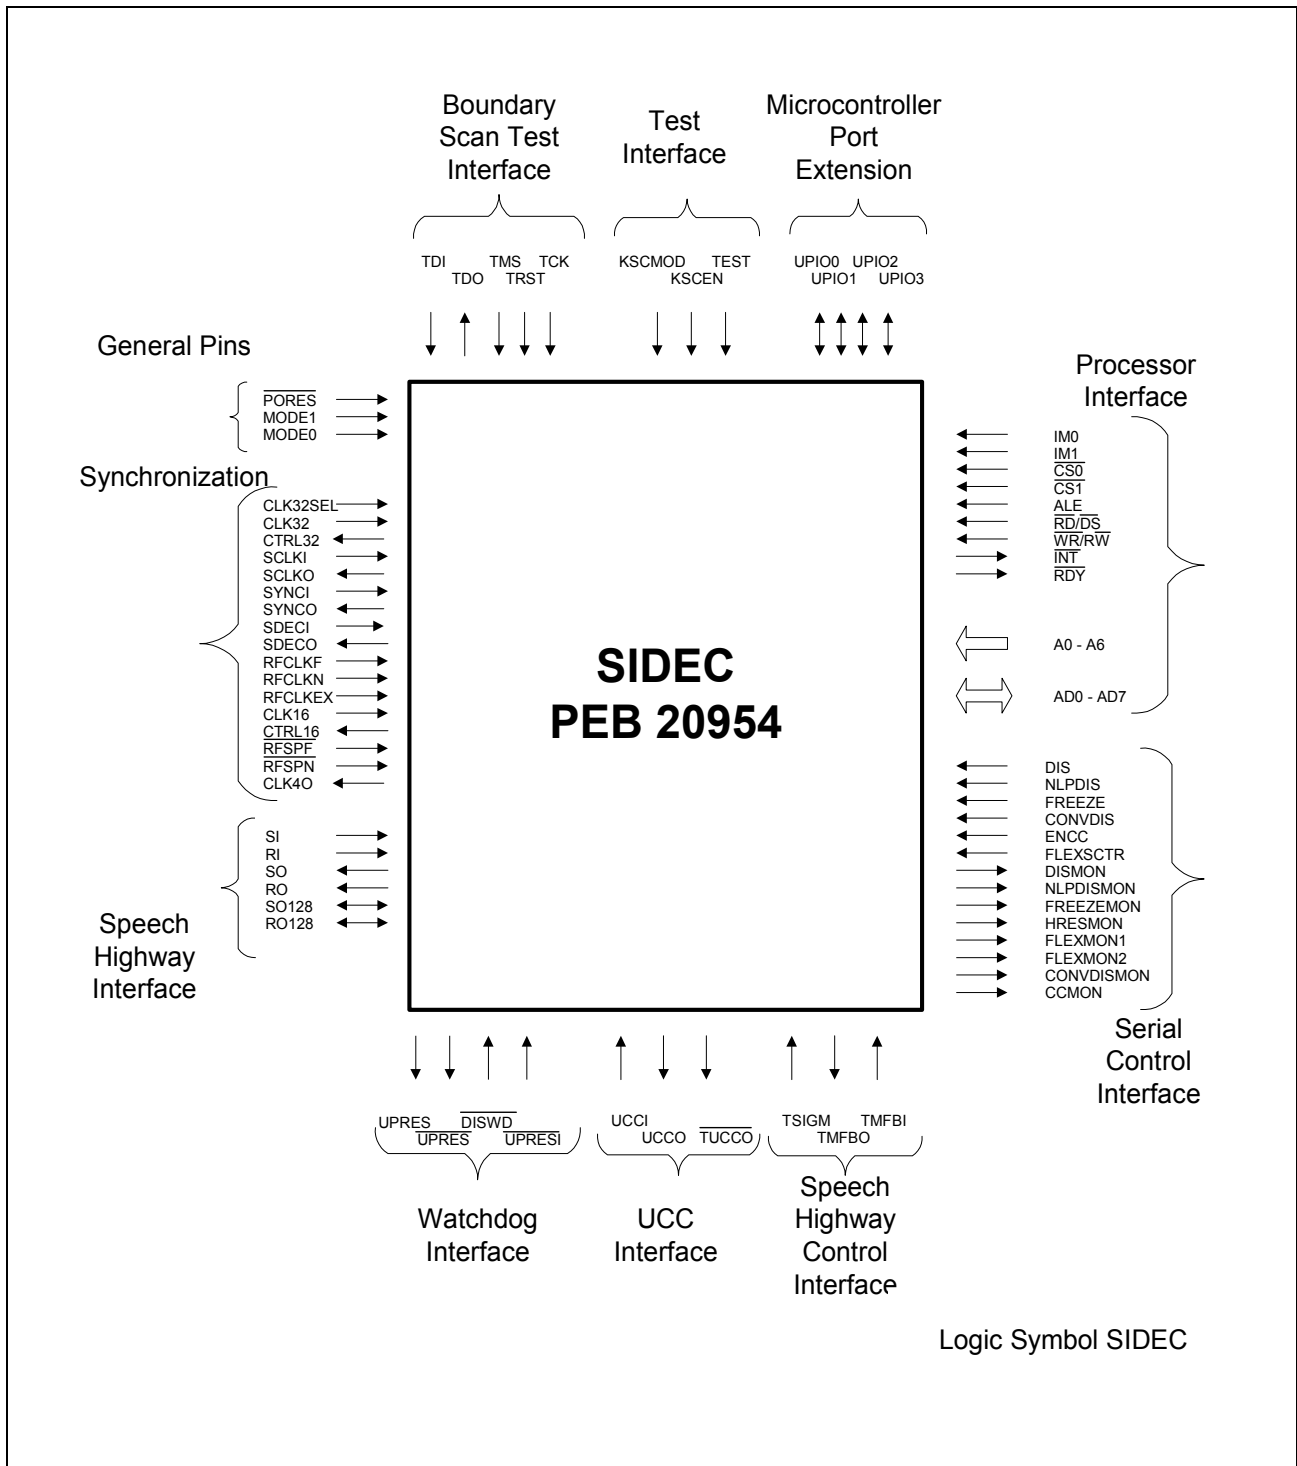 Boundary
Scan Test
Interface
Test
Interface
Microcontroller
Port
Extension
TDI TMS TCK
TDO TRST
KSCMOD TEST
KSCEN
UPIO0 UPIO2
UPIO1 UPIO3
General Pins
PORES
MODE1
MODE0
Synchronization
CLK32SEL
CLK32
CTRL32
SCLKI
SCLKO
SYNCI
SYNCO
SDECI
SDECO
RFCLKF
RFCLKN
RFCLKEX
CLK16
CTRL16
RFSPF
RFSPN
CLK4O
SI
RI
SO
RO
SO128
RO128
Speech
Highway
Interface
SIDEC
PEB 20954
Processor
Interface
IM0
IM1
CS0
CS1
ALE
RD/DS
WR/RW
INT
RDY
A0 - A6
AD0 - AD7
DIS
NLPDIS
FREEZE
CONVDIS
ENCC
FLEXSCTR
DISMON
NLPDISMON
FREEZEMON
HRESMON
FLEXMON1
FLEXMON2
CONVDISMON
CCMON
Serial
Control
Interface
UPRES DISWD
UPRES UPRESI
Watchdog
Interface
UCCI
UCCO TUCCO
UCC
Interface
TSIGM TMFBI
TMFBO
Speech
Highway
Control
Interface
Logic Symbol SIDEC